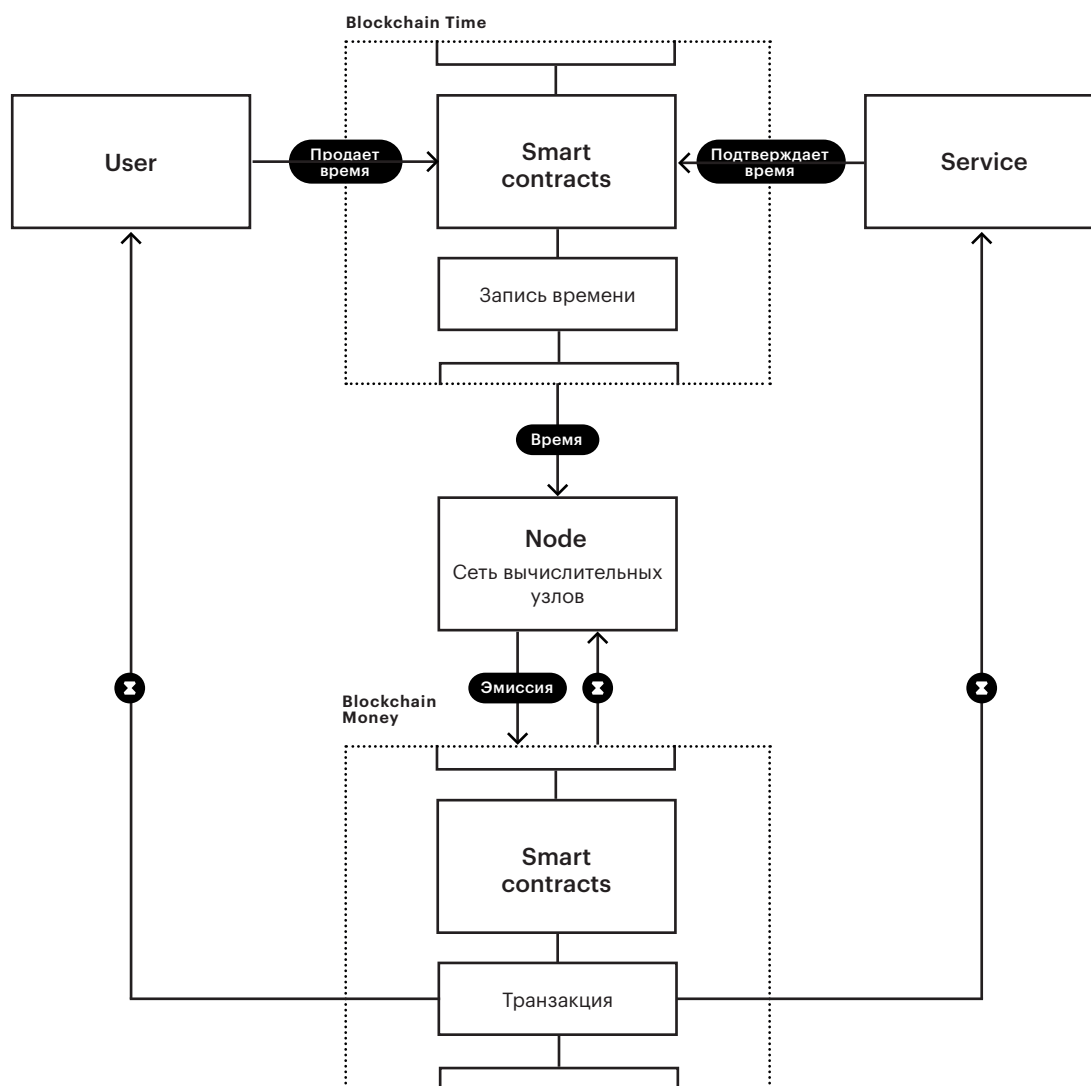 Blockchain Time
User
Продает
время
Smart
contracts
Подтверждает
время
Service
Запись времени
Время
Node
Сеть вычислительных
узлов
Эмиссия
Blockchain
Money
Smart
contracts
Транзакция